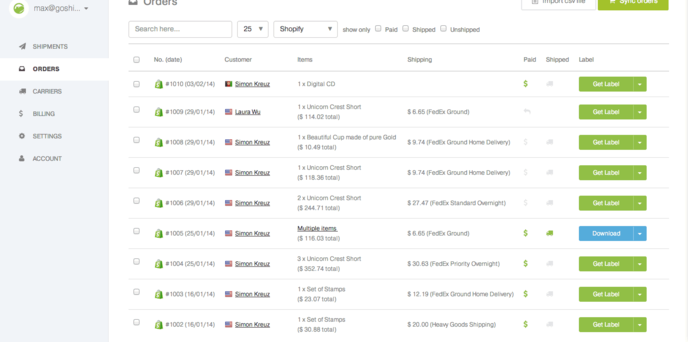 max@goshi...
Orders
Import csv file
Sync orders
Search here...
25
Shopify
show only
Paid
Shipped
Unshipped
SHIPMENTS
ORDERS
CARRIERS
$ BILLING
SETTINGS
ACCOUNT
No. (date) Customer Items Shipping Paid Shipped Label
#1010 (03/02/14) Simon Kreuz 1 x Digital CD $ Get Label
#1009 (29/01/14) Laura Wu 1 x Unicorn Crest Short $ 6.65 (FedEx Ground) Get Label
($ 114.02 total)
#1008 (29/01/14) Simon Kreuz 1 x Beautiful Cup made of pure Gold $ 9.74 (FedEx Ground Home Delivery) $ Get Label
($ 10.49 total)
#1007 (29/01/14) Simon Kreuz 1 x Unicorn Crest Short $ 9.74 (FedEx Ground Home Delivery) $ Get Label
($ 118.36 total)
#1006 (29/01/14) Simon Kreuz 2 x Unicorn Crest Short $ 27.47 (FedEx Standard Overnight) $ Get Label
($ 244.71 total)
#1005 (25/01/14) Simon Kreuz Multiple items $ 6.65 (FedEx Ground) $ Download
($ 116.03 total)
#1004 (25/01/14) Simon Kreuz 3 x Unicorn Crest Short $ 30.63 (FedEx Priority Overnight) $ Get Label
($ 352.74 total)
#1003 (16/01/14) Simon Kreuz 1 x Set of Stamps $ 12.19 (FedEx Ground Home Delivery) $ Get Label
($ 23.07 total)
#1002 (16/01/14) Simon Kreuz 1 x Set of Stamps $ 20.00 (Heavy Goods Shipping) $ Get Label
($ 30.88 total)